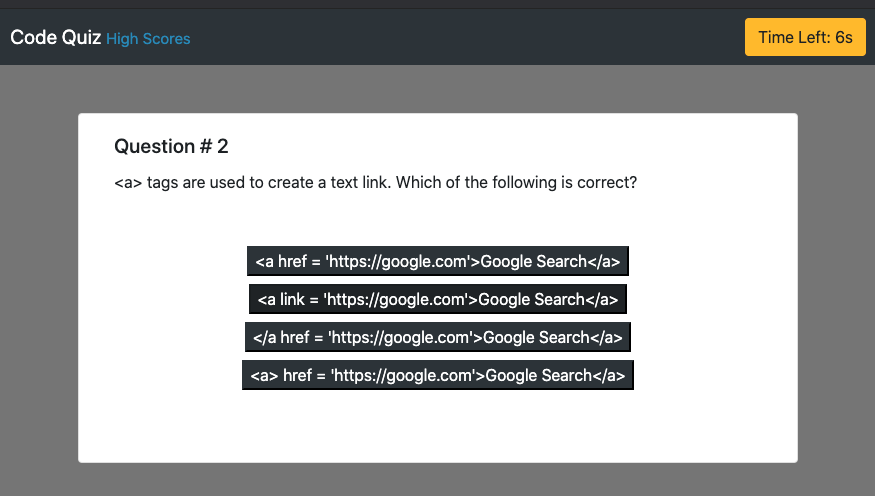 Code Quiz High Scores Time Left: 6s
Question # 2
<a> tags are used to create a text link. Which of the following is correct?
<a href = 'https://google.com'>Google Search</a>
<a link = 'https://google.com'>Google Search</a>
</a href = 'https://google.com'>Google Search</a>
<a> href = 'https://google.com'>Google Search</a>